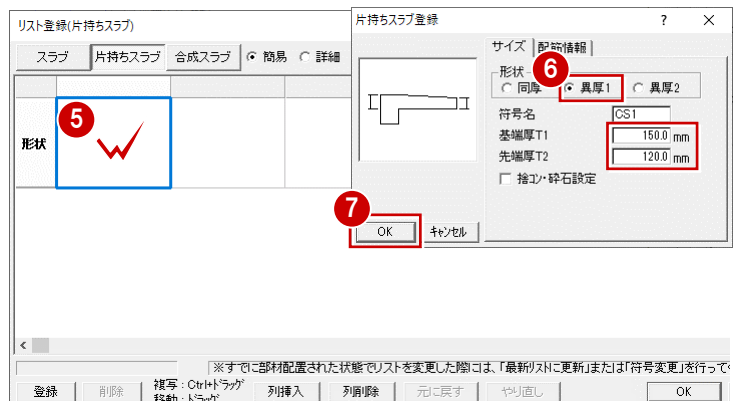 リスト登録(片持ちスラブ)
スラブ 片持ちスラブ 合成スラブ 簡易 詳細
形状
5
片持ちスラブ登録 ? ×
サイズ 配筋情報
形状
6
同厚 異厚1 異厚2
符号名 CS1
基端厚T1 150.0 mm
先端厚T2 120.0 mm
捨コン・砕石設定
7
OK キャンセル
<
※すでに部材配置された状態でリストを変更した際には、「最新リストに更新」または「符号変更」を行って
登録 削除 複写:Ctrl+ドラッグ 列挿入 列削除 元に戻す やり直し OK
移動:ドラッグ